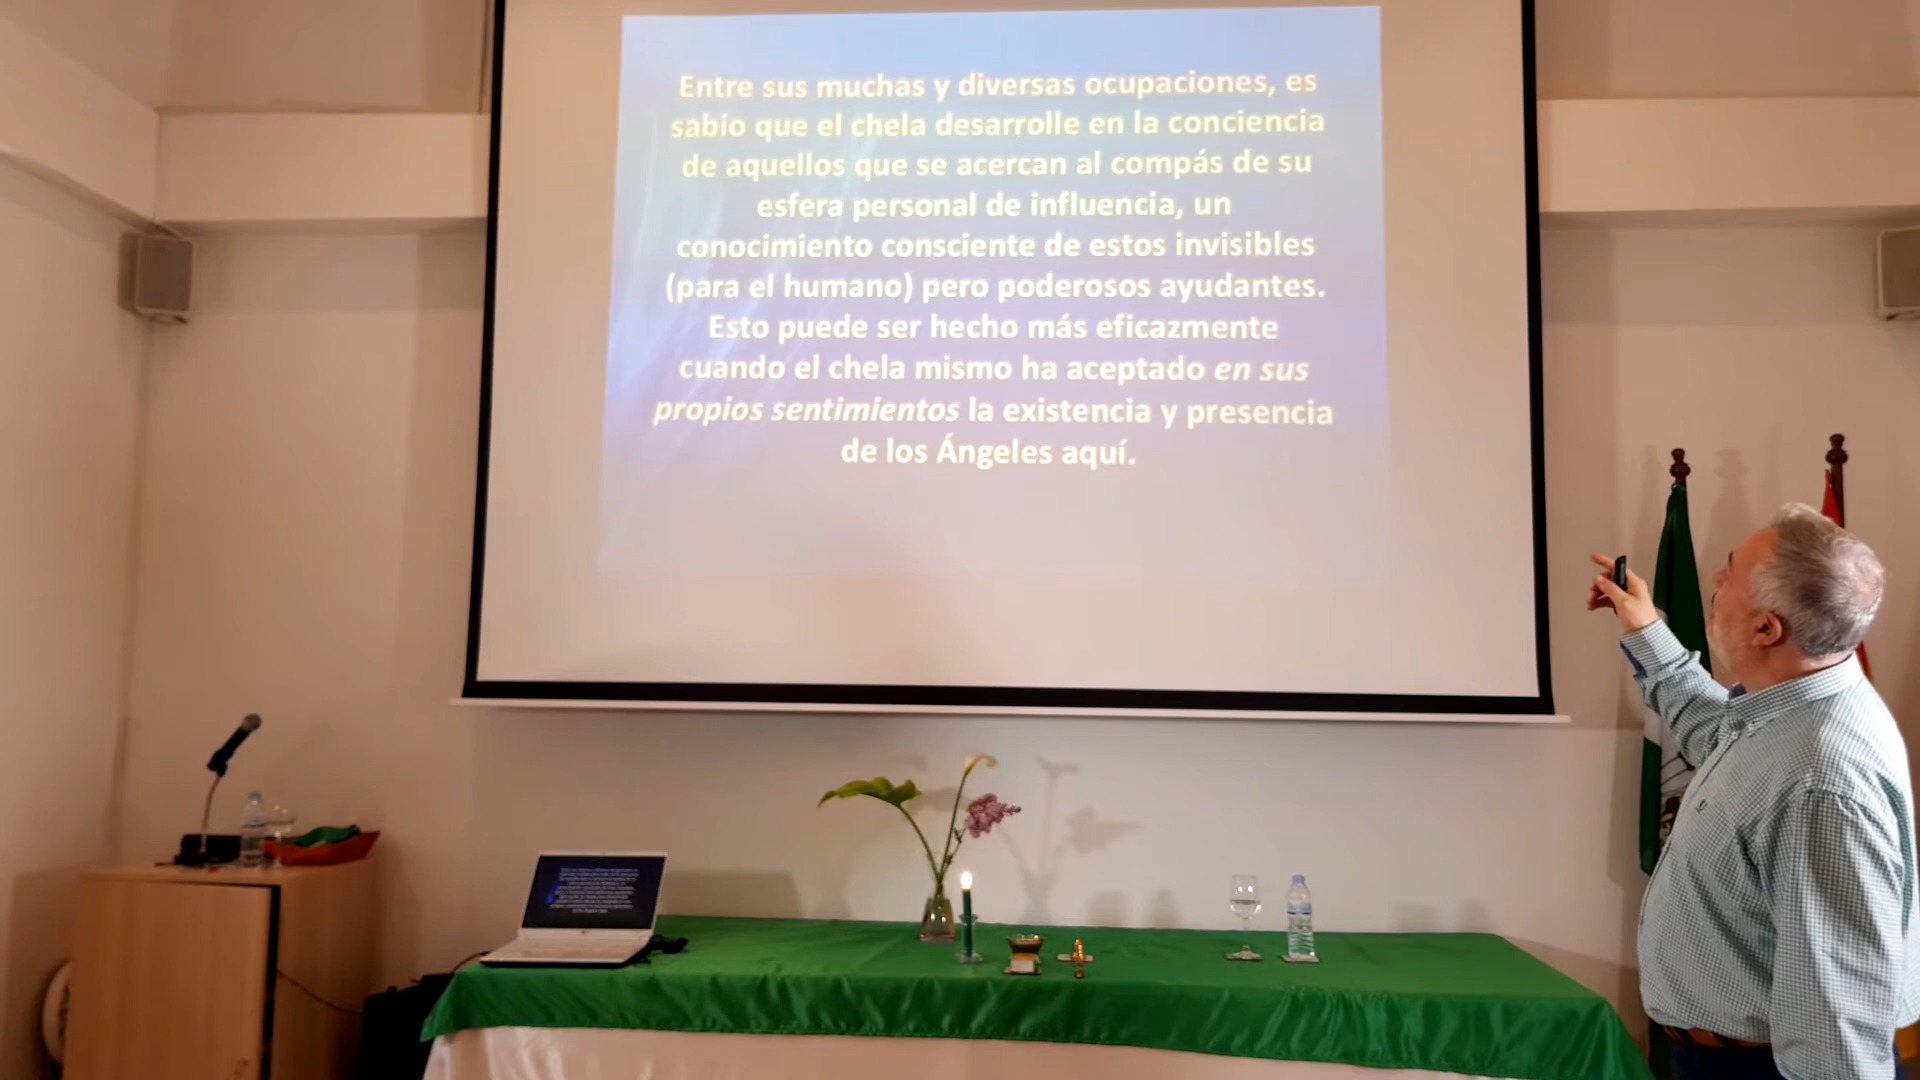 Entre sus muchas y diversas ocupaciones, es
sabio que el chela desarrolle en la conciencia
de aquellos que se acercan al compás de su
esfera personal de influencia, un
conocimiento consciente de estos invisibles
(para el humano) pero poderosos ayudantes.
Esto puede ser hecho más eficazmente
cuando el chela mismo ha aceptado en sus
propios sentimientos la existencia y presencia
de los Ángeles aquí.